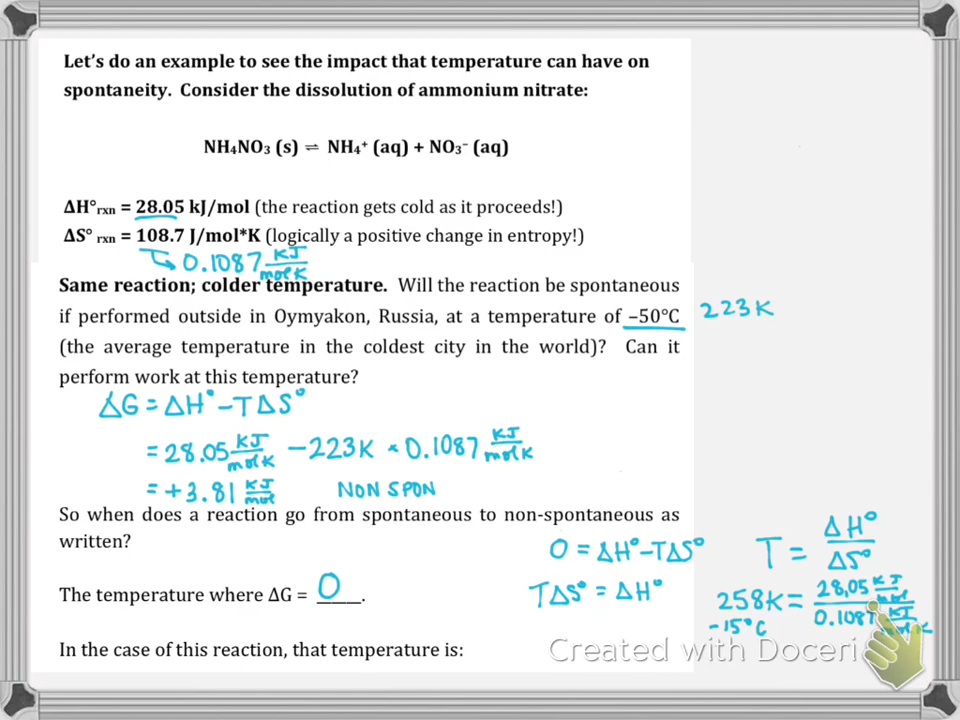 Let's do an example to see the impact that temperature can have on
spontaneity. Consider the dissolution of ammonium nitrate:
NH₄NO₃ (s) ⇌ NH₄⁺ (aq) + NO₃⁻ (aq)
ΔH°rxn = 28.05 kJ/mol (the reaction gets cold as it proceeds!)
ΔS° rxn = 108.7 J/mol*K (logically a positive change in entropy!)
0.1087 KJ/molK
Same reaction; colder temperature. Will the reaction be spontaneous
if performed outside in Oymyakon, Russia, at a temperature of –50°C 223K
(the average temperature in the coldest city in the world)? Can it
perform work at this temperature?
ΔG = ΔH° - TΔS°
= 28.05 KJ/molK - 223K * 0.1087 KJ/molK
= +3.81 KJ/mol NON SPON
So when does a reaction go from spontaneous to non-spontaneous as
written?
0 = ΔH° - TΔS°
TΔS° = ΔH°
T = ΔH°/ΔS°
258K = 28.05 KJ/mol / 0.1087 KJ/mol K
-15°C
The temperature where ΔG = 0.
In the case of this reaction, that temperature is:
Created with Doceri